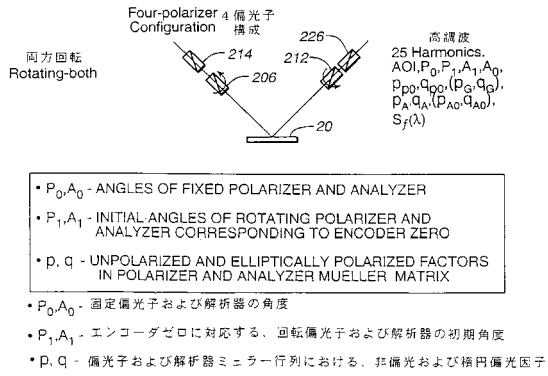 Four-polarizer 4 偏光子
Configuration 構成
両方回転
Rotating-both
214
206
226
212
20
高調波
25 Harmonics.
AOI,P0,P1,A1,A0,
pp0,qp0,(pG,qG),
pA,qA,(pA0,qA0),
Sf(λ)
• P0,A0 - ANGLES OF FIXED POLARIZER AND ANALYZER
• P1,A1 - INITIAL ANGLES OF ROTATING POLARIZER AND
ANALYZER CORRESPONDING TO ENCODER ZERO
• p, q - UNPOLARIZED AND ELLIPTICALLY POLARIZED FACTORS
IN POLARIZER AND ANALYZER MUELLER MATRIX
• P0,A0 - 固定偏光子および解析器の角度
• P1,A1 - エンコーダゼロに対応する、回転偏光子および解析器の初期角度
• p, q - 偏光子および解析器ミュラー行列における、非偏光および楕円偏光因子